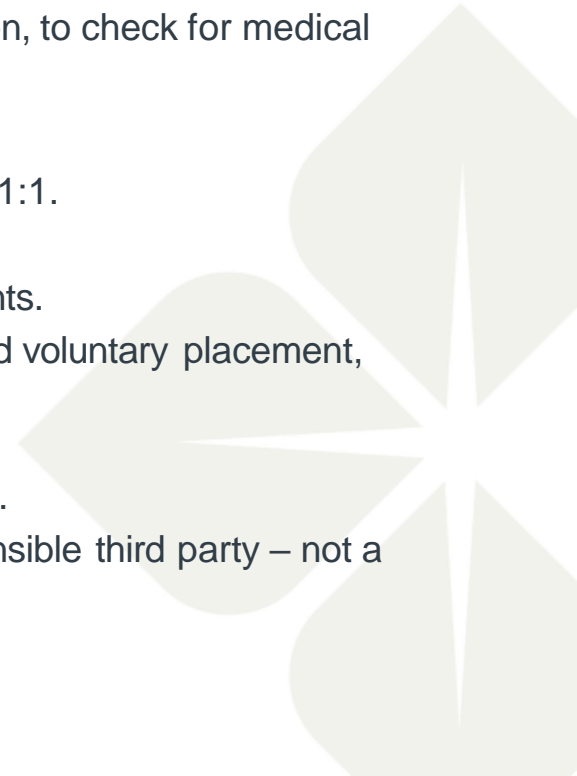 n, to check for medical
1:1.
nts.
d voluntary placement,
.
nsible third party – not a